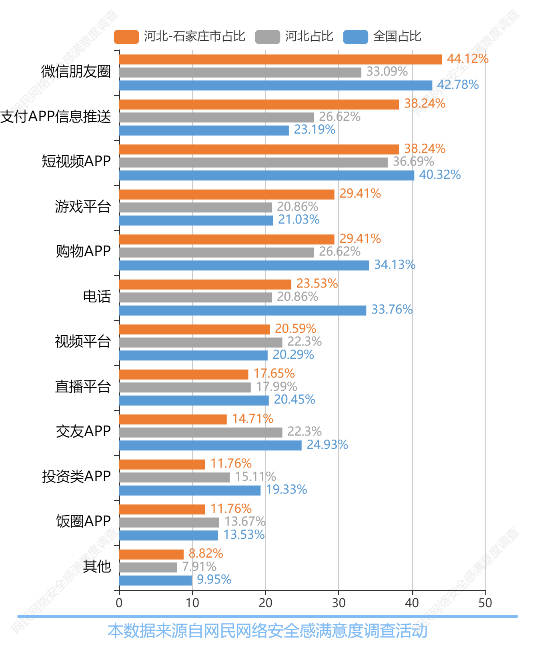 河北-石家庄市占比 河北占比 全国占比
微信朋友圈 44.12% 33.09% 42.78%
支付APP信息推送 38.24% 26.62% 23.19%
短视频APP 38.24% 36.69% 40.32%
游戏平台 29.41% 20.86% 21.03%
购物APP 29.41% 26.62% 34.13%
电话 23.53% 20.86% 33.76%
视频平台 20.59% 22.3% 20.29%
直播平台 17.65% 17.99% 20.45%
交友APP 14.71% 22.3% 24.93%
投资类APP 11.76% 15.11% 19.33%
饭圈APP 11.76% 13.67% 13.53%
其他 8.82% 7.91% 9.95%
0 10 20 30 40 50
本数据来源自网民网络安全感满意度调查活动